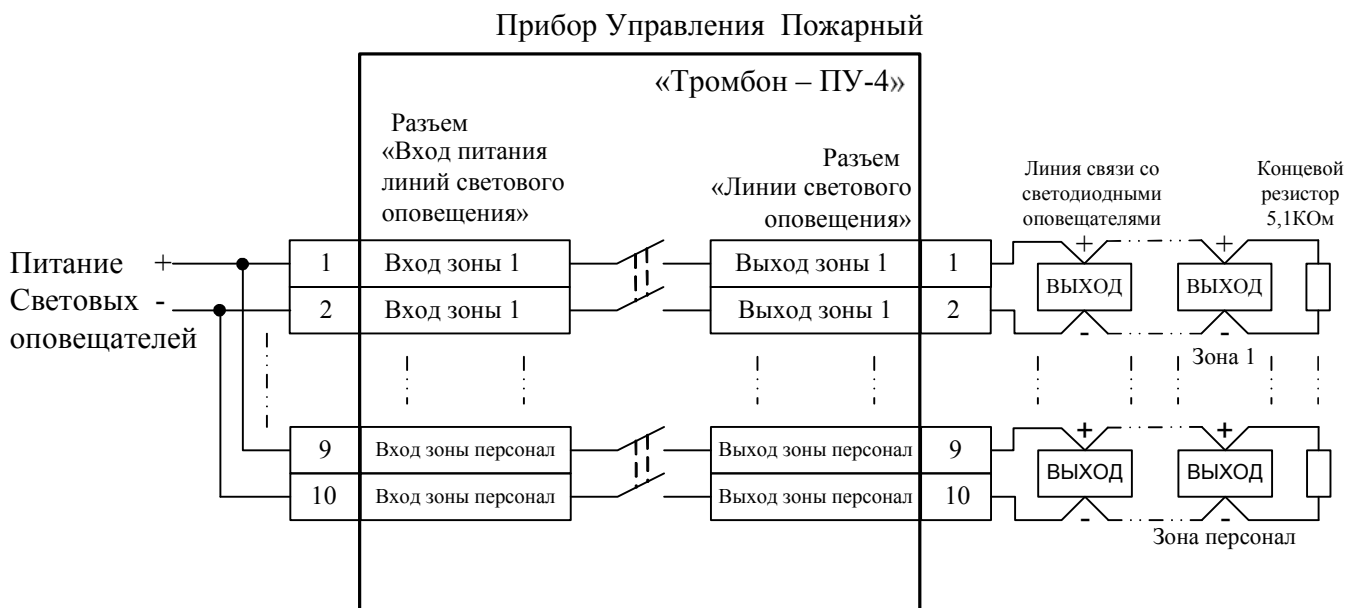 Прибор Управления Пожарный
«Тромбон – ПУ-4»
Разъем
«Вход питания
линий светового
оповещения»
Разъем
«Линии светового
оповещения»
Линия связи со
светодиодными
оповещателями
Концевой
резистор
5,1КОм
Питание +
Световых -
оповещателей
1 Вход зоны 1 Выход зоны 1 1
2 Вход зоны 1 Выход зоны 1 2
+ +
ВЫХОД ВЫХОД
- -
Зона 1
9 Вход зоны персонал Выход зоны персонал 9
10 Вход зоны персонал Выход зоны персонал 10
+ +
ВЫХОД ВЫХОД
- -
Зона персонал